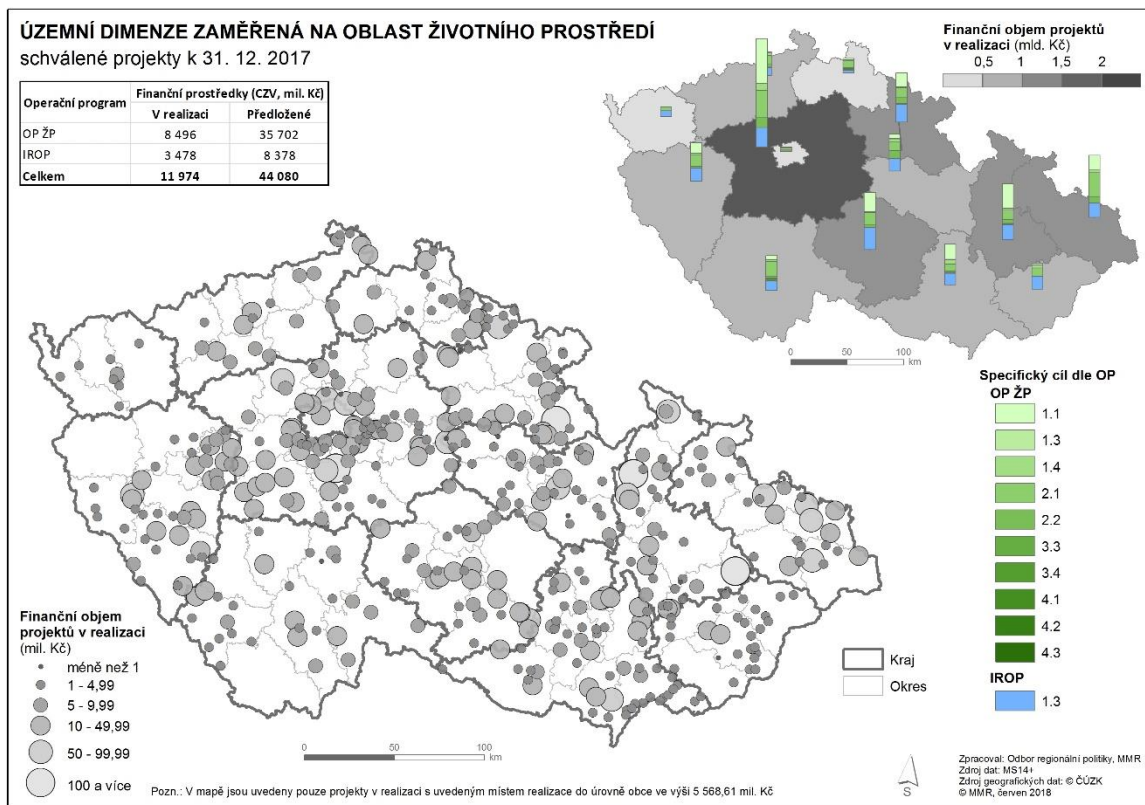 ÚZEMNÍ DIMENZE ZAMĚŘENÁ NA OBLAST ŽIVOTNÍHO PROSTŘEDÍ
schválené projekty k 31. 12. 2017
Operační program
Finanční prostředky (CZV, mil. Kč)
V realizaci Předložené
OP ŽP 8 496 35 702
IROP 3 478 8 378
Celkem 11 974 44 080
Finanční objem projektů
v realizaci (mld. Kč)
0,5 1 1,5 2
0 50 100
km
Specifický cíl dle OP
OP ŽP
1.1
1.3
1.4
2.1
2.2
3.3
3.4
4.1
4.2
4.3
IROP
1.3
Finanční objem
projektů v realizaci
(mil. Kč)
méně než 1
1 - 4,99
5 - 9,99
10 - 49,99
50 - 99,99
100 a více
Kraj
Okres
0 50 100
km
Pozn.: V mapě jsou uvedeny pouze projekty v realizaci s uvedeným místem realizace do úrovně obce ve výši 5 568,61 mil. Kč
S
Zpracoval: Odbor regionální politiky, MMR
Zdroj dat: MS14+
Zdroj geografických dat: © ČÚZK
© MMR, červen 2018